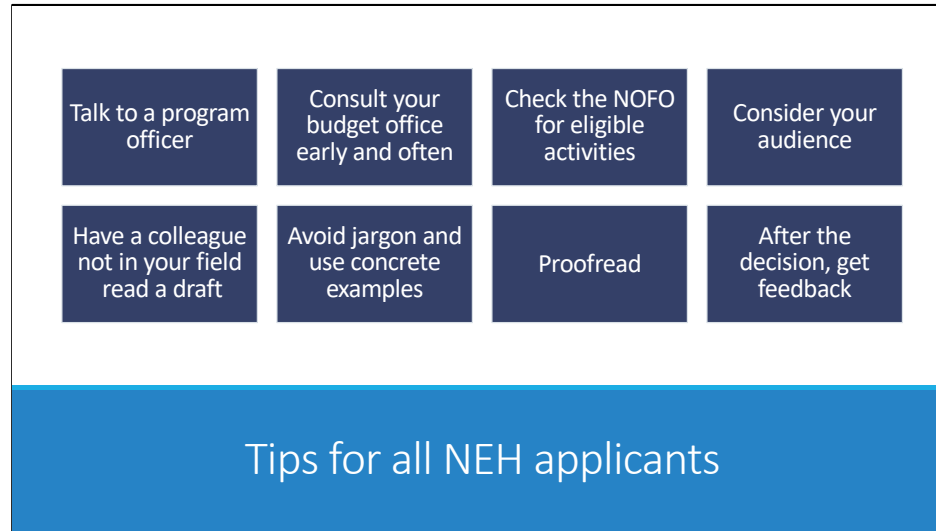 Talk to a program
officer
Consult your
budget office
early and often
Check the NOFO
for eligible
activities
Consider your
audience
Have a colleague
not in your field
read a draft
Avoid jargon and
use concrete
examples
Proofread
After the
decision, get
feedback
Tips for all NEH applicants